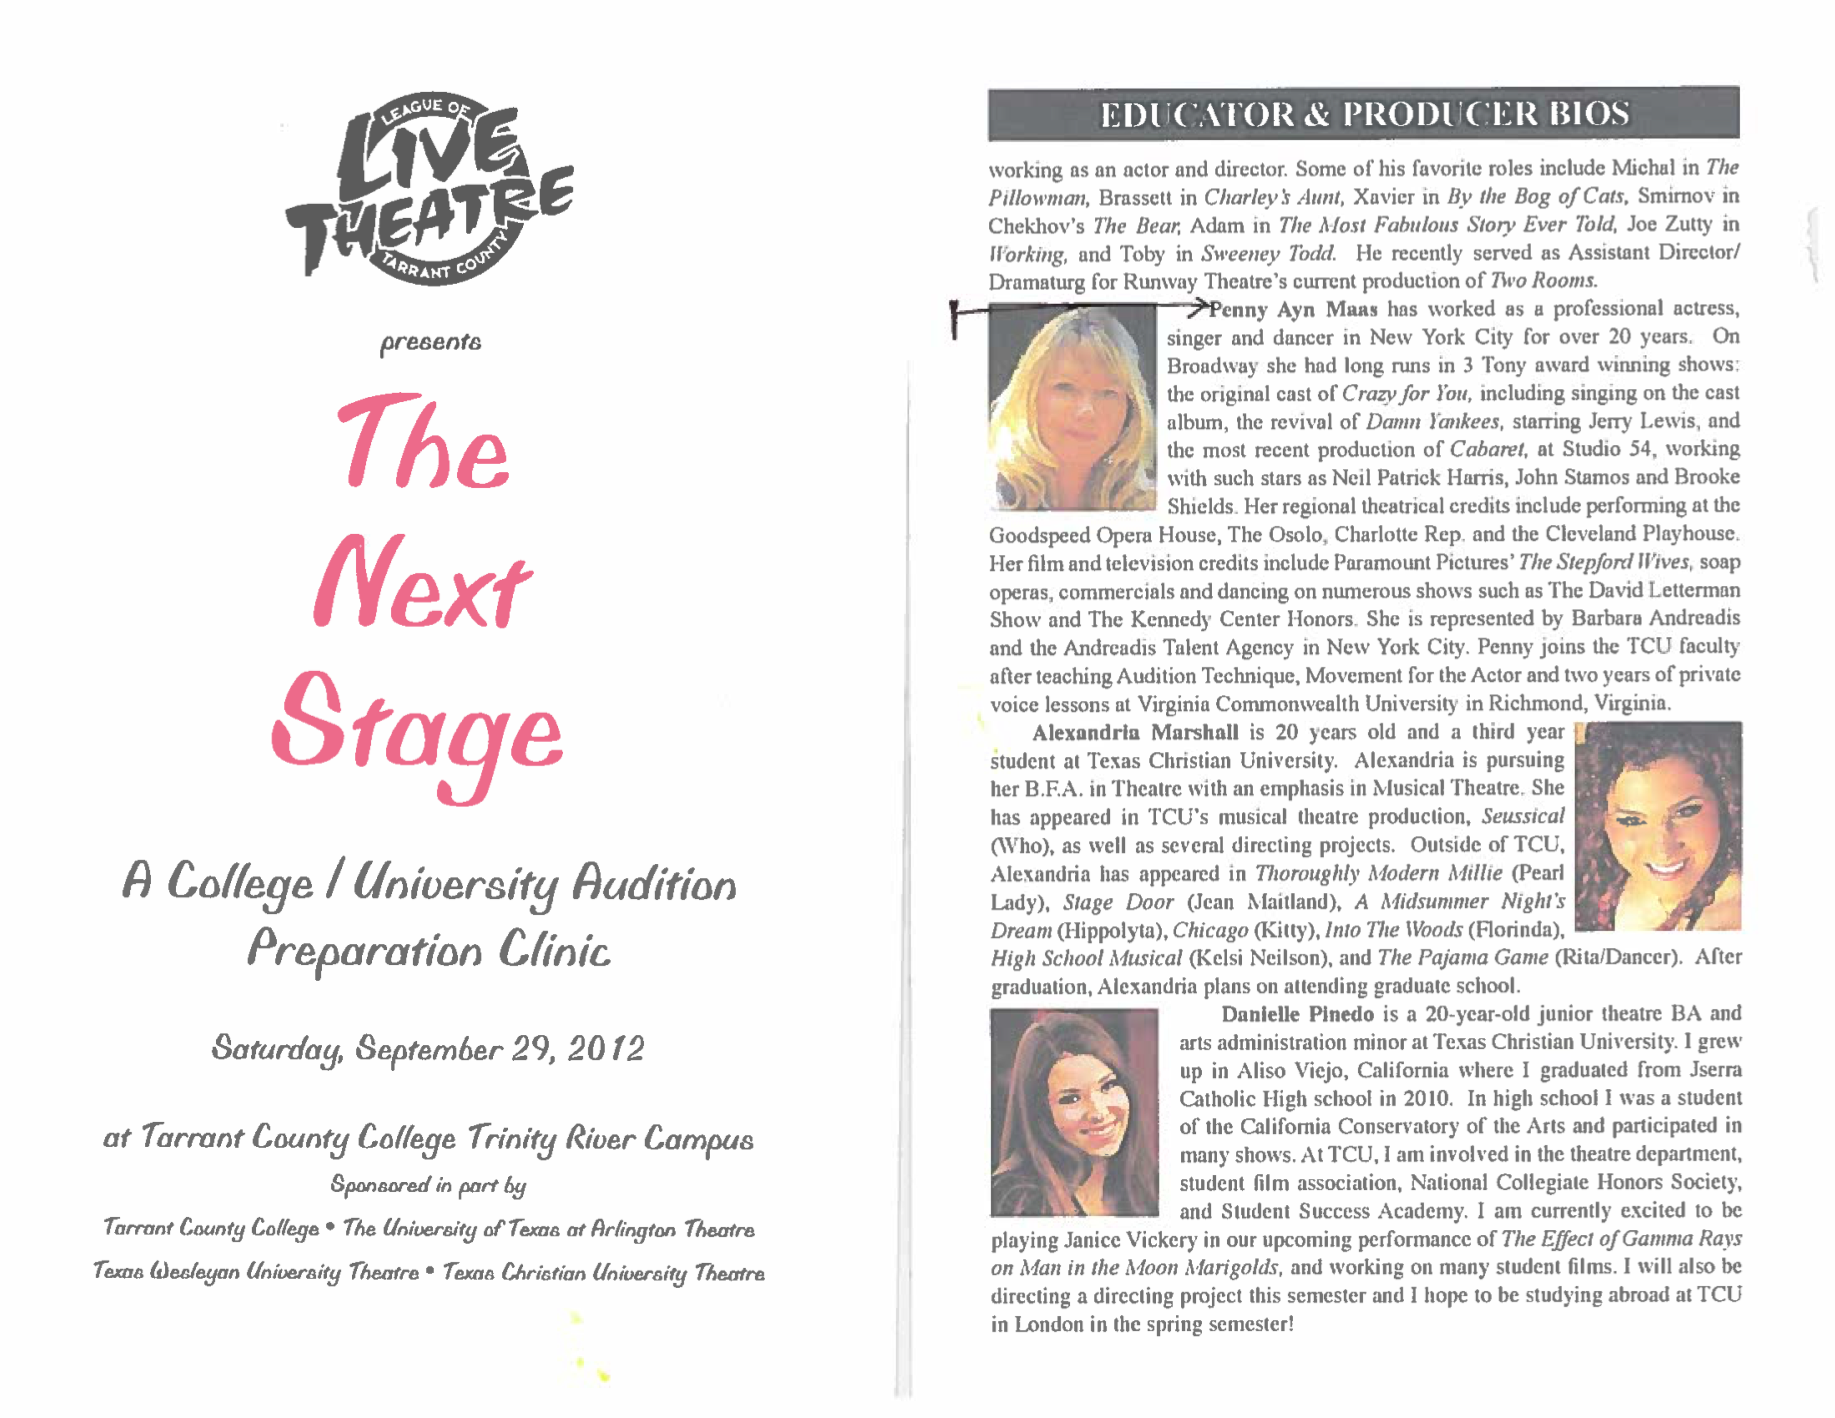 LEAGUE OF
LIVE
THEATRE
TARRANT COUNTY
presents
The
Next
Stage
A College / University Audition
Preparation Clinic
Saturday, September 29, 2012
at Tarrant County College Trinity River Campus
Sponsored in part by
Tarrant County College • The University of Texas at Arlington Theatre
Texas Wesleyan University Theatre • Texas Christian University Theatre
EDUCATOR & PRODUCER BIOS
working as an actor and director. Some of his favorite roles include Michal in The
Pillowman, Brassett in Charley's Aunt, Xavier in By the Bog of Cats, Smirnov in
Chekhov's The Bear, Adam in The Most Fabulous Story Ever Told, Joe Zutty in
Working, and Toby in Sweeney Todd. He recently served as Assistant Director/
Dramaturg for Runway Theatre's current production of Two Rooms.
Penny Ayn Maas has worked as a professional actress,
singer and dancer in New York City for over 20 years. On
Broadway she had long runs in 3 Tony award winning shows:
the original cast of Crazy for You, including singing on the cast
album, the revival of Damn Yankees, starring Jerry Lewis, and
the most recent production of Cabaret, at Studio 54, working
with such stars as Neil Patrick Harris, John Stamos and Brooke
Shields. Her regional theatrical credits include performing at the
Goodspeed Opera House, The Osolo, Charlotte Rep. and the Cleveland Playhouse.
Her film and television credits include Paramount Pictures' The Stepford Wives, soap
operas, commercials and dancing on numerous shows such as The David Letterman
Show and The Kennedy Center Honors. She is represented by Barbara Andreadis
and the Andreadis Talent Agency in New York City. Penny joins the TCU faculty
after teaching Audition Technique, Movement for the Actor and two years of private
voice lessons at Virginia Commonwealth University in Richmond, Virginia.
Alexandria Marshall is 20 years old and a third year
student at Texas Christian University. Alexandria is pursuing
her B.F.A. in Theatre with an emphasis in Musical Theatre. She
has appeared in TCU's musical theatre production, Seussical
(Who), as well as several directing projects. Outside of TCU,
Alexandria has appeared in Thoroughly Modern Millie (Pearl
Lady), Stage Door (Jean Maitland), A Midsummer Night's
Dream (Hippolyta), Chicago (Kitty), Into The Woods (Florinda),
High School Musical (Kelsi Neilson), and The Pajama Game (Rita/Dancer). After
graduation, Alexandria plans on attending graduate school.
Danielle Pinedo is a 20-year-old junior theatre BA and
arts administration minor at Texas Christian University. I grew
up in Aliso Viejo, California where I graduated from Jserra
Catholic High school in 2010. In high school I was a student
of the California Conservatory of the Arts and participated in
many shows. At TCU, I am involved in the theatre department,
student film association, National Collegiate Honors Society,
and Student Success Academy. I am currently excited to be
playing Janice Vickery in our upcoming performance of The Effect of Gamma Rays
on Man in the Moon Marigolds, and working on many student films. I will also be
directing a directing project this semester and I hope to be studying abroad at TCU
in London in the spring semester!